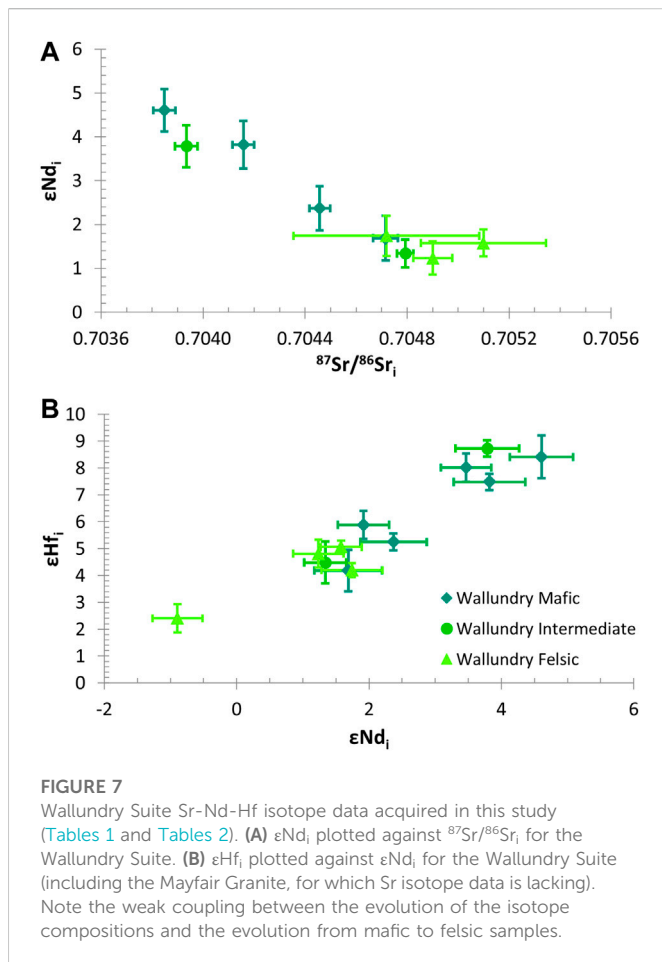 A
6
5
4
3
2
1
0
εNdᵢ
0.7036 0.7040 0.7044 0.7048 0.7052 0.7056
⁸⁷Sr/⁸⁶Srᵢ
B
10
9
8
7
6
5
4
3
2
1
0
εHfᵢ
Wallundry Mafic
Wallundry Intermediate
Wallundry Felsic
-2 0 2 4 6
εNdᵢ
FIGURE 7
Wallundry Suite Sr-Nd-Hf isotope data acquired in this study
(Tables 1 and Tables 2). (A) εNdᵢ plotted against ⁸⁷Sr/⁸⁶Srᵢ for the
Wallundry Suite. (B) εHfᵢ plotted against εNdᵢ for the Wallundry Suite
(including the Mayfair Granite, for which Sr isotope data is lacking).
Note the weak coupling between the evolution of the isotope
compositions and the evolution from mafic to felsic samples.